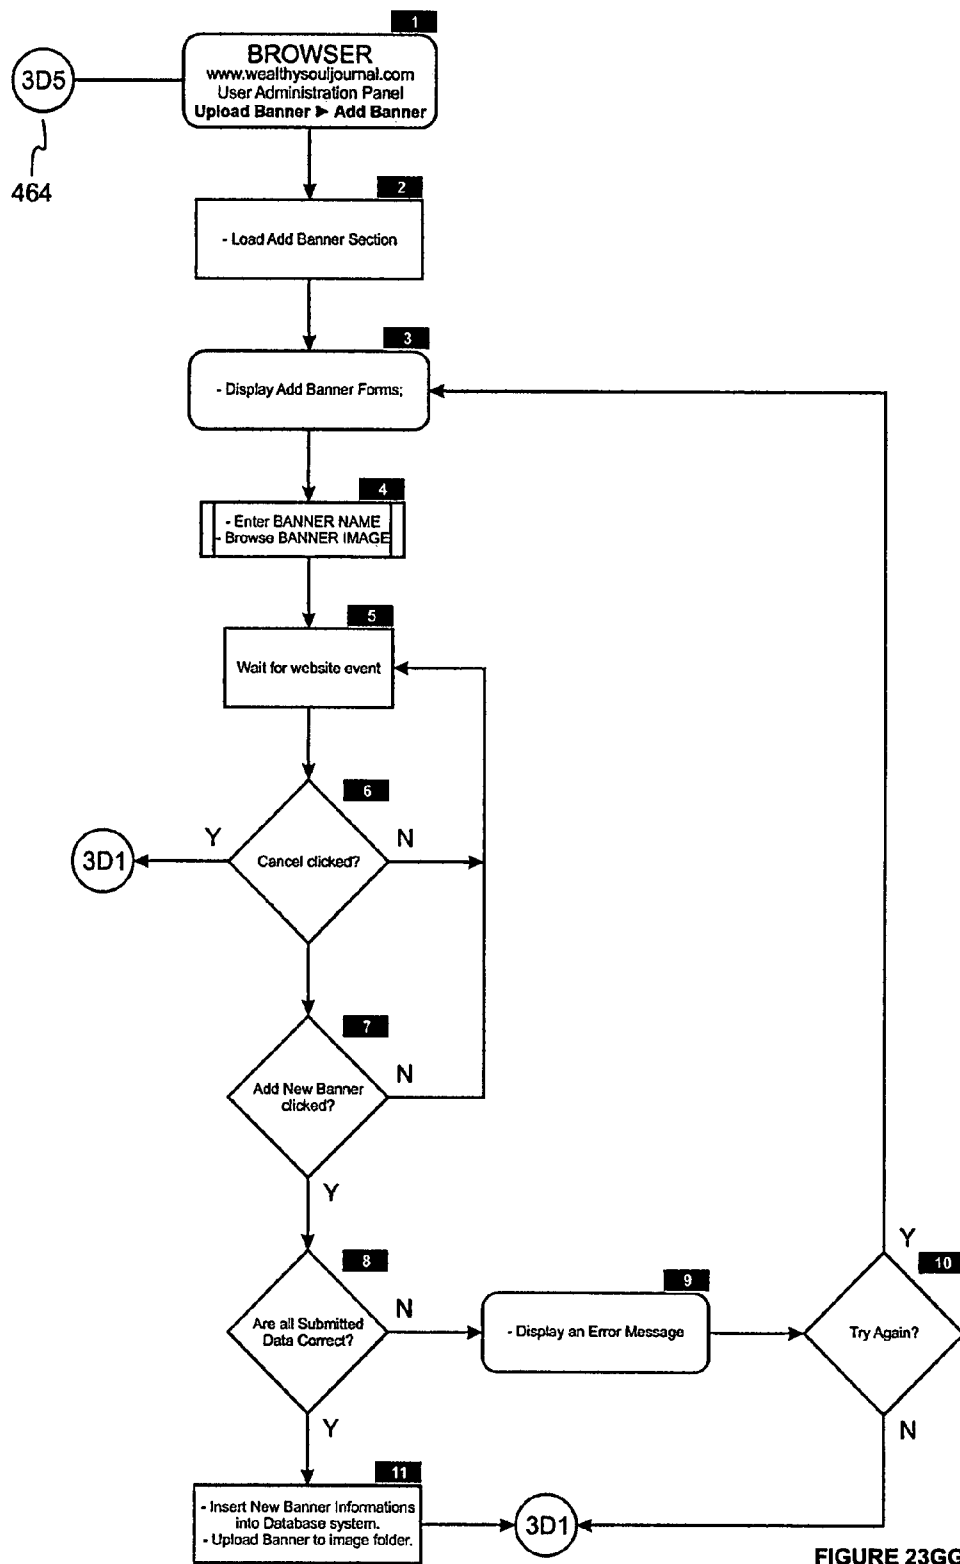 1
BROWSER
www.wealthysouljournal.com
User Administration Panel
Upload Banner ➤ Add Banner
3D5
464
2
- Load Add Banner Section
3
- Display Add Banner Forms;
4
- Enter BANNER NAME
- Browse BANNER IMAGE
5
Wait for website event
6
Y
N
Cancel clicked?
3D1
7
N
Add New Banner
clicked?
Y
8
N
Are all Submitted
Data Correct?
Y
9
- Display an Error Message
Y
10
Try Again?
N
11
- Insert New Banner Informations
into Database system.
- Upload Banner to image folder.
3D1
FIGURE 23GG